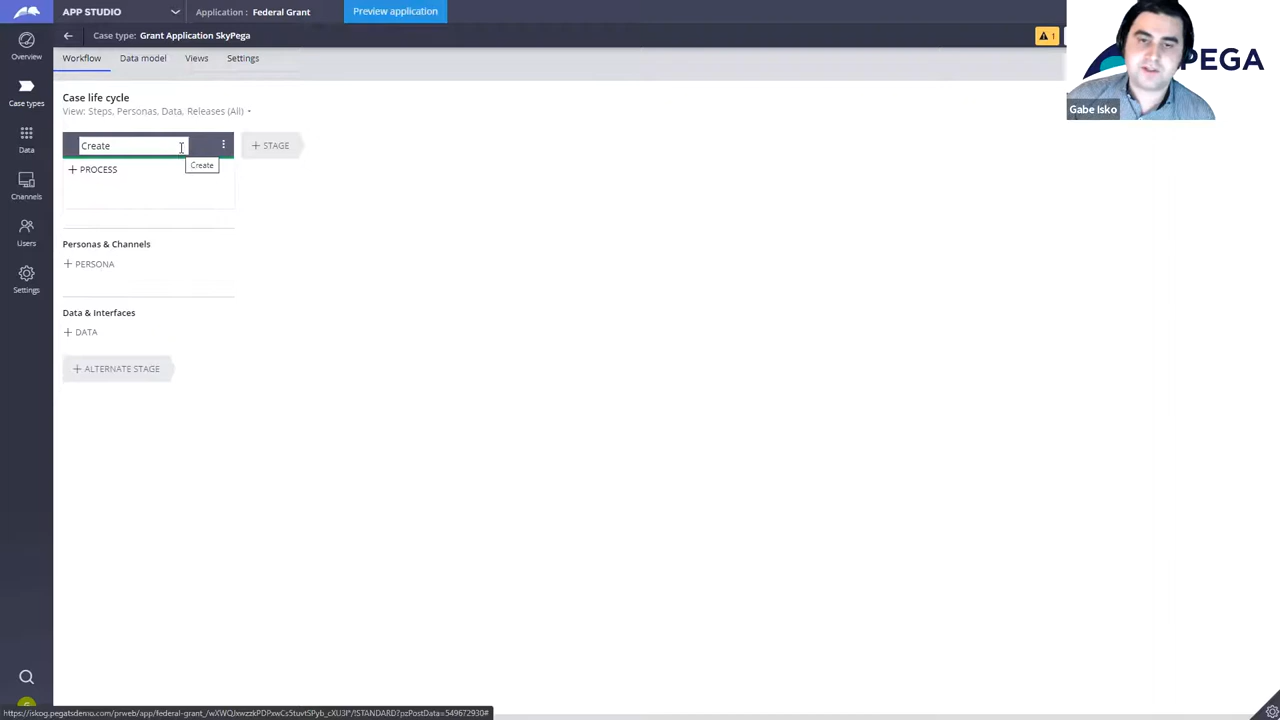 APP STUDIO
Application : Federal Grant
Preview application
Case type: Grant Application SkyPega
1
Overview
Workflow
Data model
Views
Settings
PEGA
Gabe Isko
Case types
Case life cycle
View: Steps, Personas, Data, Releases (All)
Create
+ STAGE
Create
+ PROCESS
Data
Channels
Users
Settings
Personas & Channels
+ PERSONA
Data & Interfaces
+ DATA
+ ALTERNATE STAGE